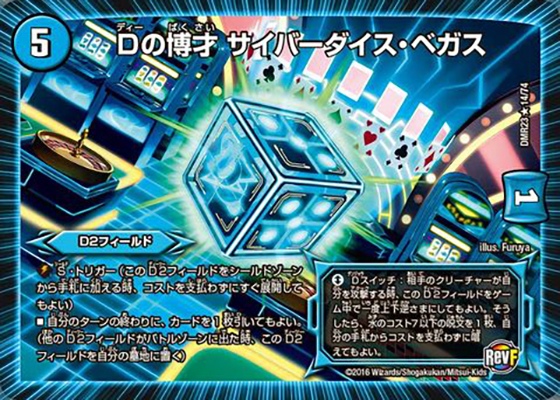 5
ディー ばくさい
Dの博才 サイバーダイス・ベガス
DMR23★14/74
1
illus. Furuya
D2フィールド
S・トリガー(このD2フィールドをシールドゾーン
から手札に加える時、コストを支払わずにすぐ展開して
もよい)
■自分のターンの終わりに、カードを1枚引いてもよい。
(他のD2フィールドがバトルゾーンに出た時、このD2
フィールドを自分の墓地に置く)
Dスイッチ:相手のクリーチャーが自
分を攻撃する時、このD2フィールドをゲー
ム中で一度上下逆さまにしてもよい。そう
したら、水のコスト7以下の呪文を1枚、自
分の手札からコストを支払わずに唱
えてもよい。
RevF
©2016 Wizards/Shogakukan/Mitsui-Kids